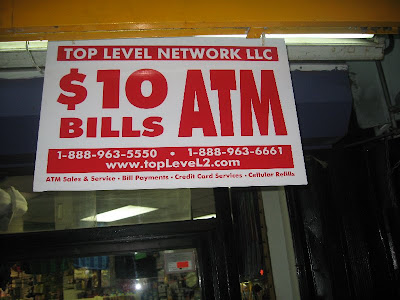 TOP LEVEL NETWORK LLC
$10 BILLS ATM
1-888-963-5550 • 1-888-963-6661
www.topLeveL2.com
ATM Sales & Service • Bill Payments • Credit Card Services • Cellular Refills